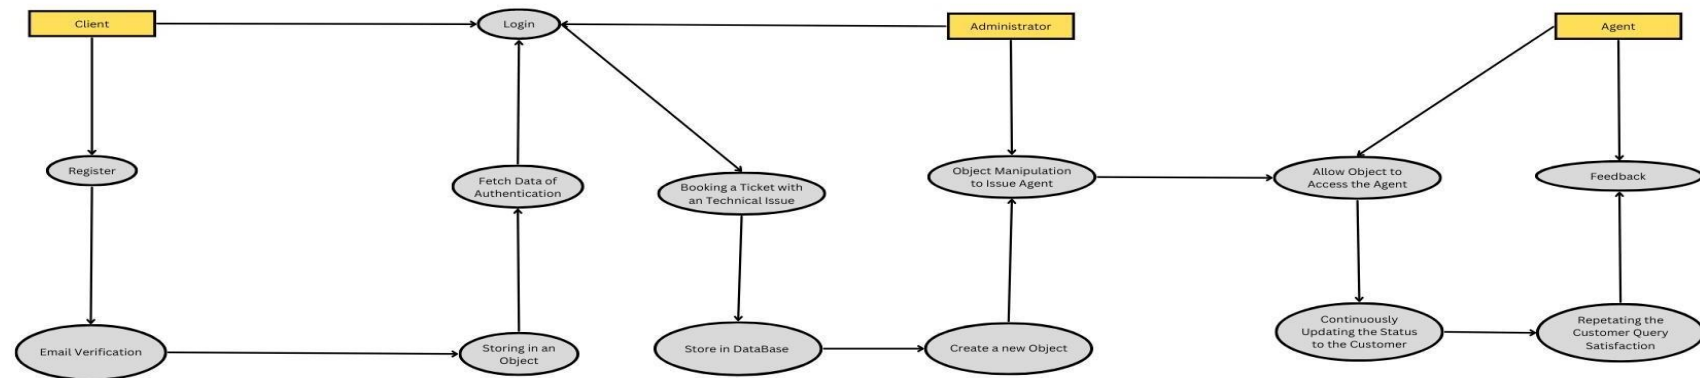 Client
Login
Administrator
Agent
Register
Fetch Data of
Authentication
Booking a Ticket with
an Technical Issue
Object Manipulation
to Issue Agent
Allow Object to
Access the Agent
Feedback
Email Verification
Storing in an
Object
Store in DataBase
Create a new Object
Continuously
Updating the Status
to the Customer
Repetating the
Customer Query
Satisfaction